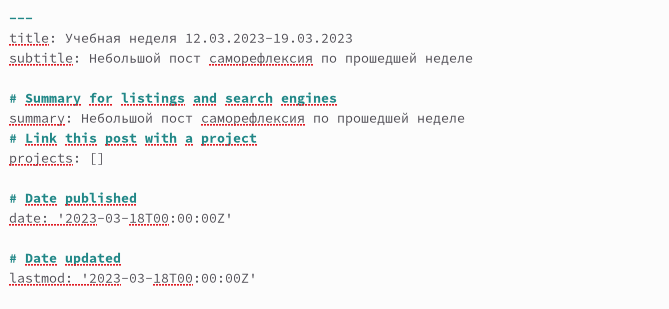 ---
title: Учебная неделя 12.03.2023-19.03.2023
subtitle: Небольшой пост саморефлексия по прошедшей неделе
# Summary for listings and search engines
summary: Небольшой пост саморефлексия по прошедшей неделе
# Link this post with a project
projects: []
# Date published
date: '2023-03-18T00:00:00Z'
# Date updated
lastmod: '2023-03-18T00:00:00Z'